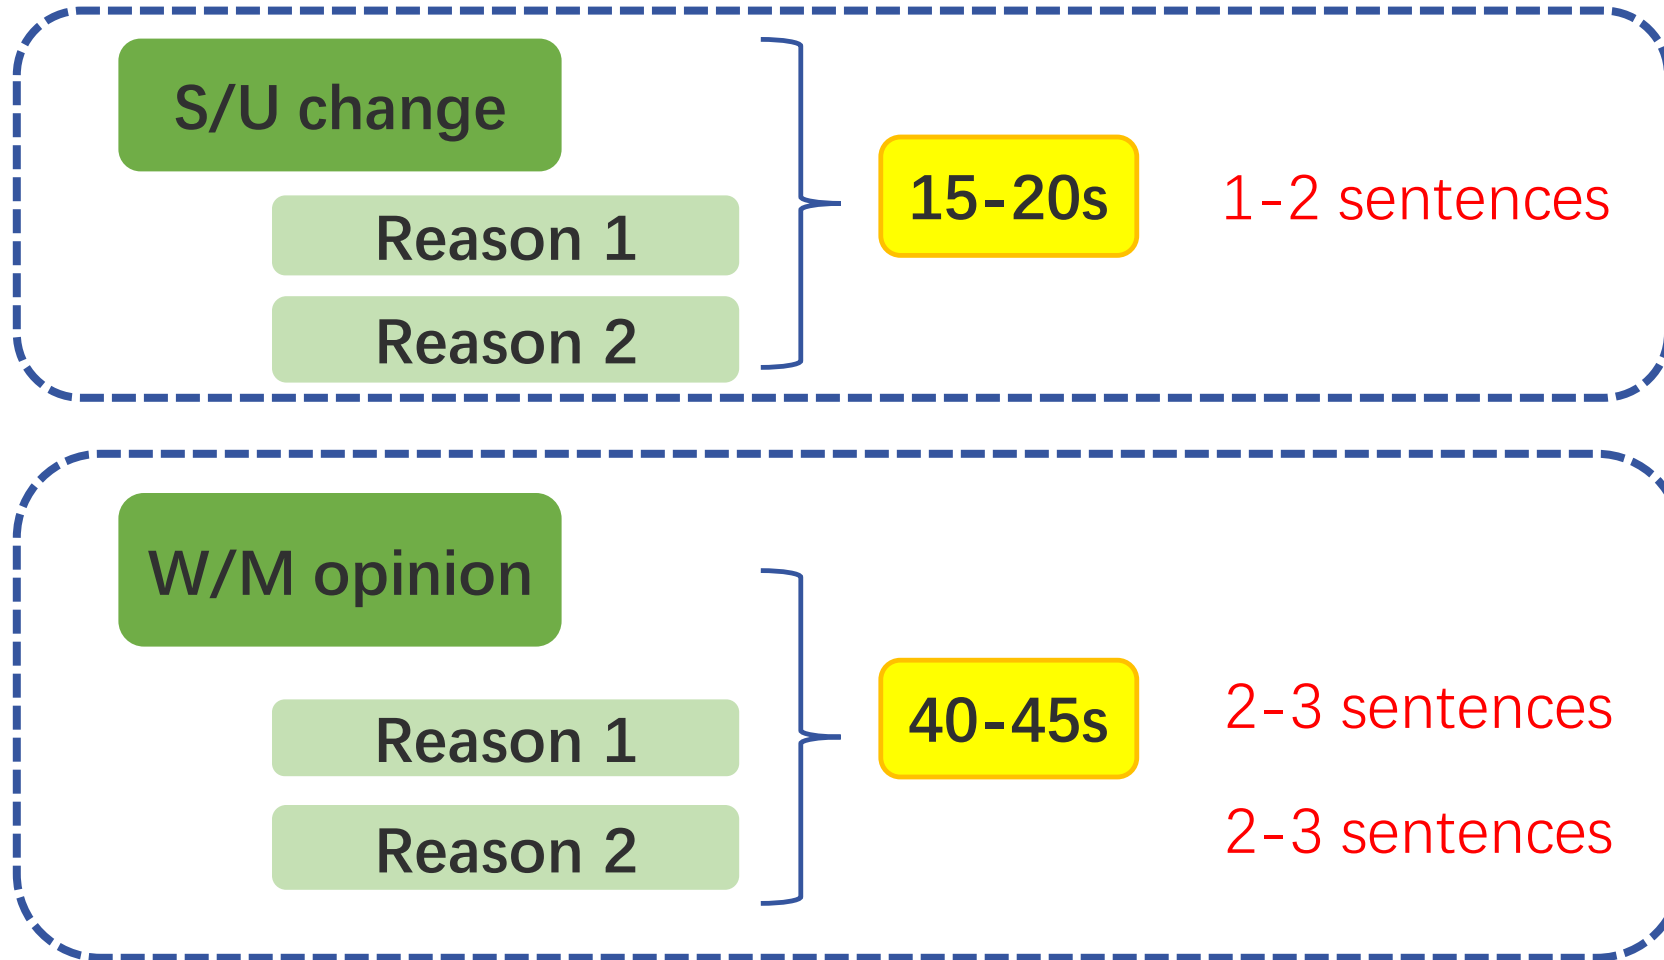 S/U change
Reason 1
Reason 2
15-20s
1-2 sentences
W/M opinion
Reason 1
Reason 2
40-45s
2-3 sentences
2-3 sentences